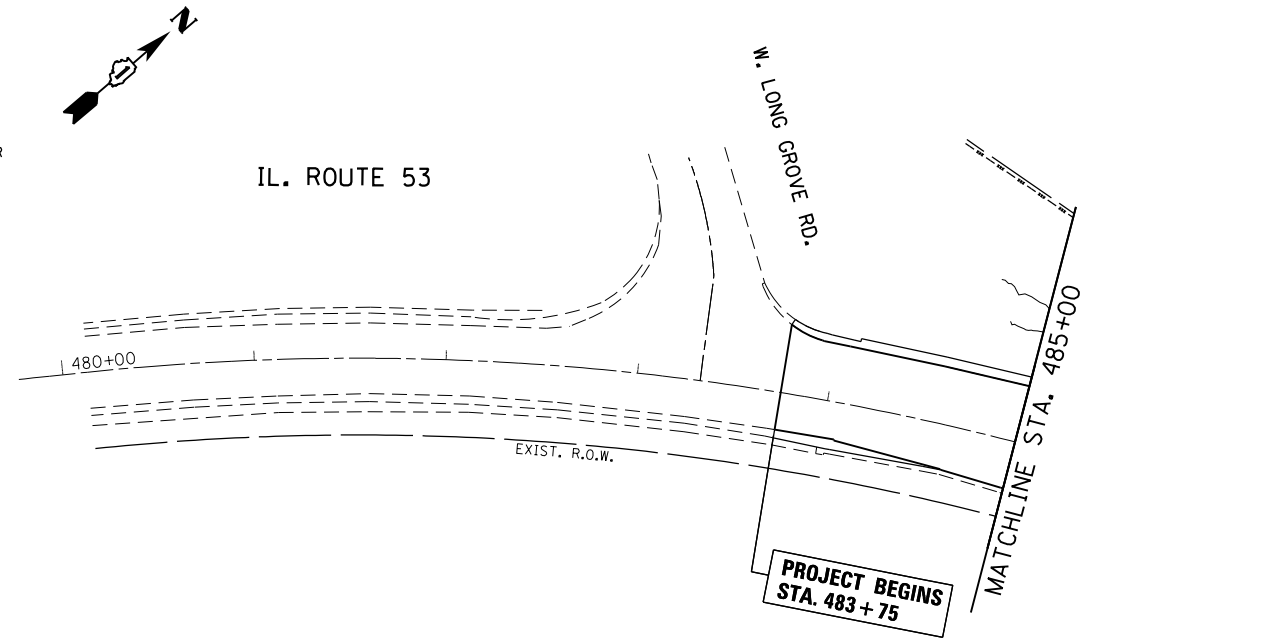 N
R
IL. ROUTE 53
W. LONG GROVE RD.
480+00
EXIST. R.O.W.
MATCHLINE STA. 485+00
PROJECT BEGINS
STA. 483+75